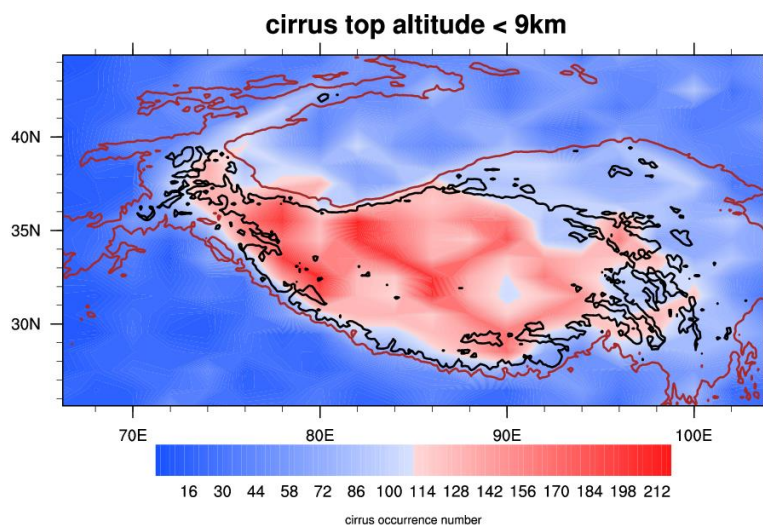 cirrus top altitude < 9km
40N
35N
30N
70E 80E 90E 100E
16 30 44 58 72 86 100 114 128 142 156 170 184 198 212
cirrus occurrence number